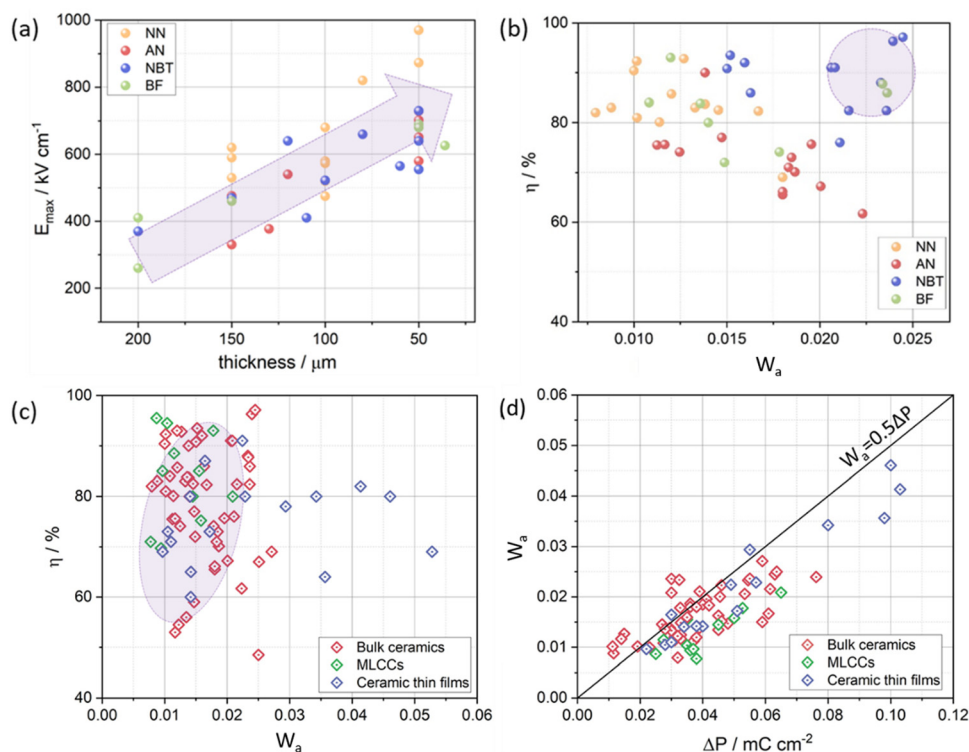 (a)
1000
800
600
400
200
E_max / kV cm⁻¹
NN
AN
NBT
BF
200
150
100
50
thickness / μm
(b)
100
80
60
40
η / %
NN
AN
NBT
BF
0.010
0.015
0.020
0.025
W_a
(c)
100
80
60
40
η / %
Bulk ceramics
MLCCs
Ceramic thin films
0.00
0.01
0.02
0.03
0.04
0.05
0.06
W_a
(d)
0.06
0.05
0.04
0.03
0.02
0.01
0.00
W_a
W_a=0.5ΔP
Bulk ceramics
MLCCs
Ceramic thin films
0.00
0.02
0.04
0.06
0.08
0.10
0.12
ΔP / mC cm⁻²